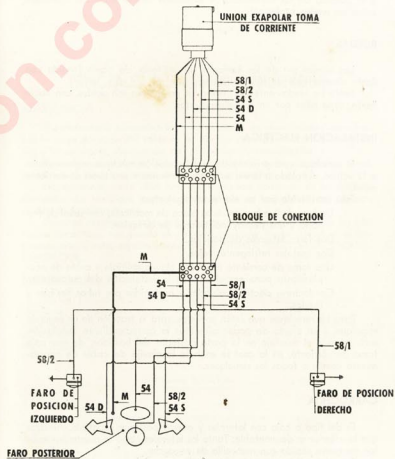 UNION EXAPOLAR TOMA
DE CORRIENTE
58/1
58/2
54 S
54 D
54
M
BLOQUE DE CONEXION
M
54
54 D
58/1
58/2
54 S
58/2
58/1
FARO DE
POSICION
IZQUIERDO
54 D
M
54
58/2
54 S
FARO DE POSICION
DERECHO
FARO POSTERIOR